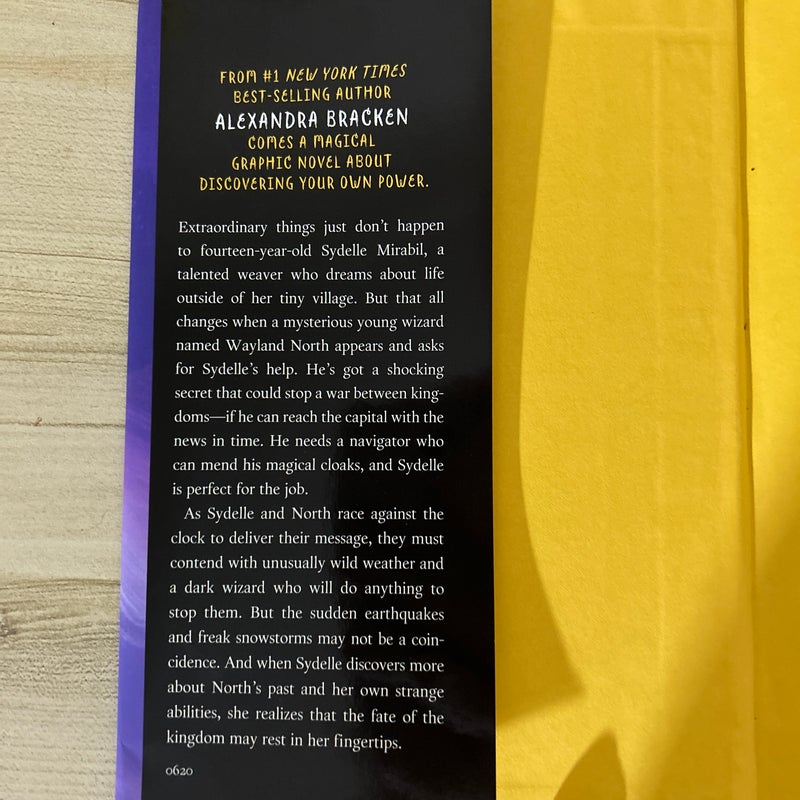 FROM #1 NEW YORK TIMES
BEST-SELLING AUTHOR
ALEXANDRA BRACKEN
COMES A MAGICAL
GRAPHIC NOVEL ABOUT
DISCOVERING YOUR OWN POWER.
Extraordinary things just don't happen
to fourteen-year-old Sydelle Mirabil, a
talented weaver who dreams about life
outside of her tiny village. But that all
changes when a mysterious young wizard
named Wayland North appears and asks
for Sydelle's help. He's got a shocking
secret that could stop a war between king-
doms—if he can reach the capital with the
news in time. He needs a navigator who
can mend his magical cloaks, and Sydelle
is perfect for the job.
As Sydelle and North race against the
clock to deliver their message, they must
contend with unusually wild weather and
a dark wizard who will do anything to
stop them. But the sudden earthquakes
and freak snowstorms may not be a coin-
cidence. And when Sydelle discovers more
about North's past and her own strange
abilities, she realizes that the fate of the
kingdom may rest in her fingertips.
0620